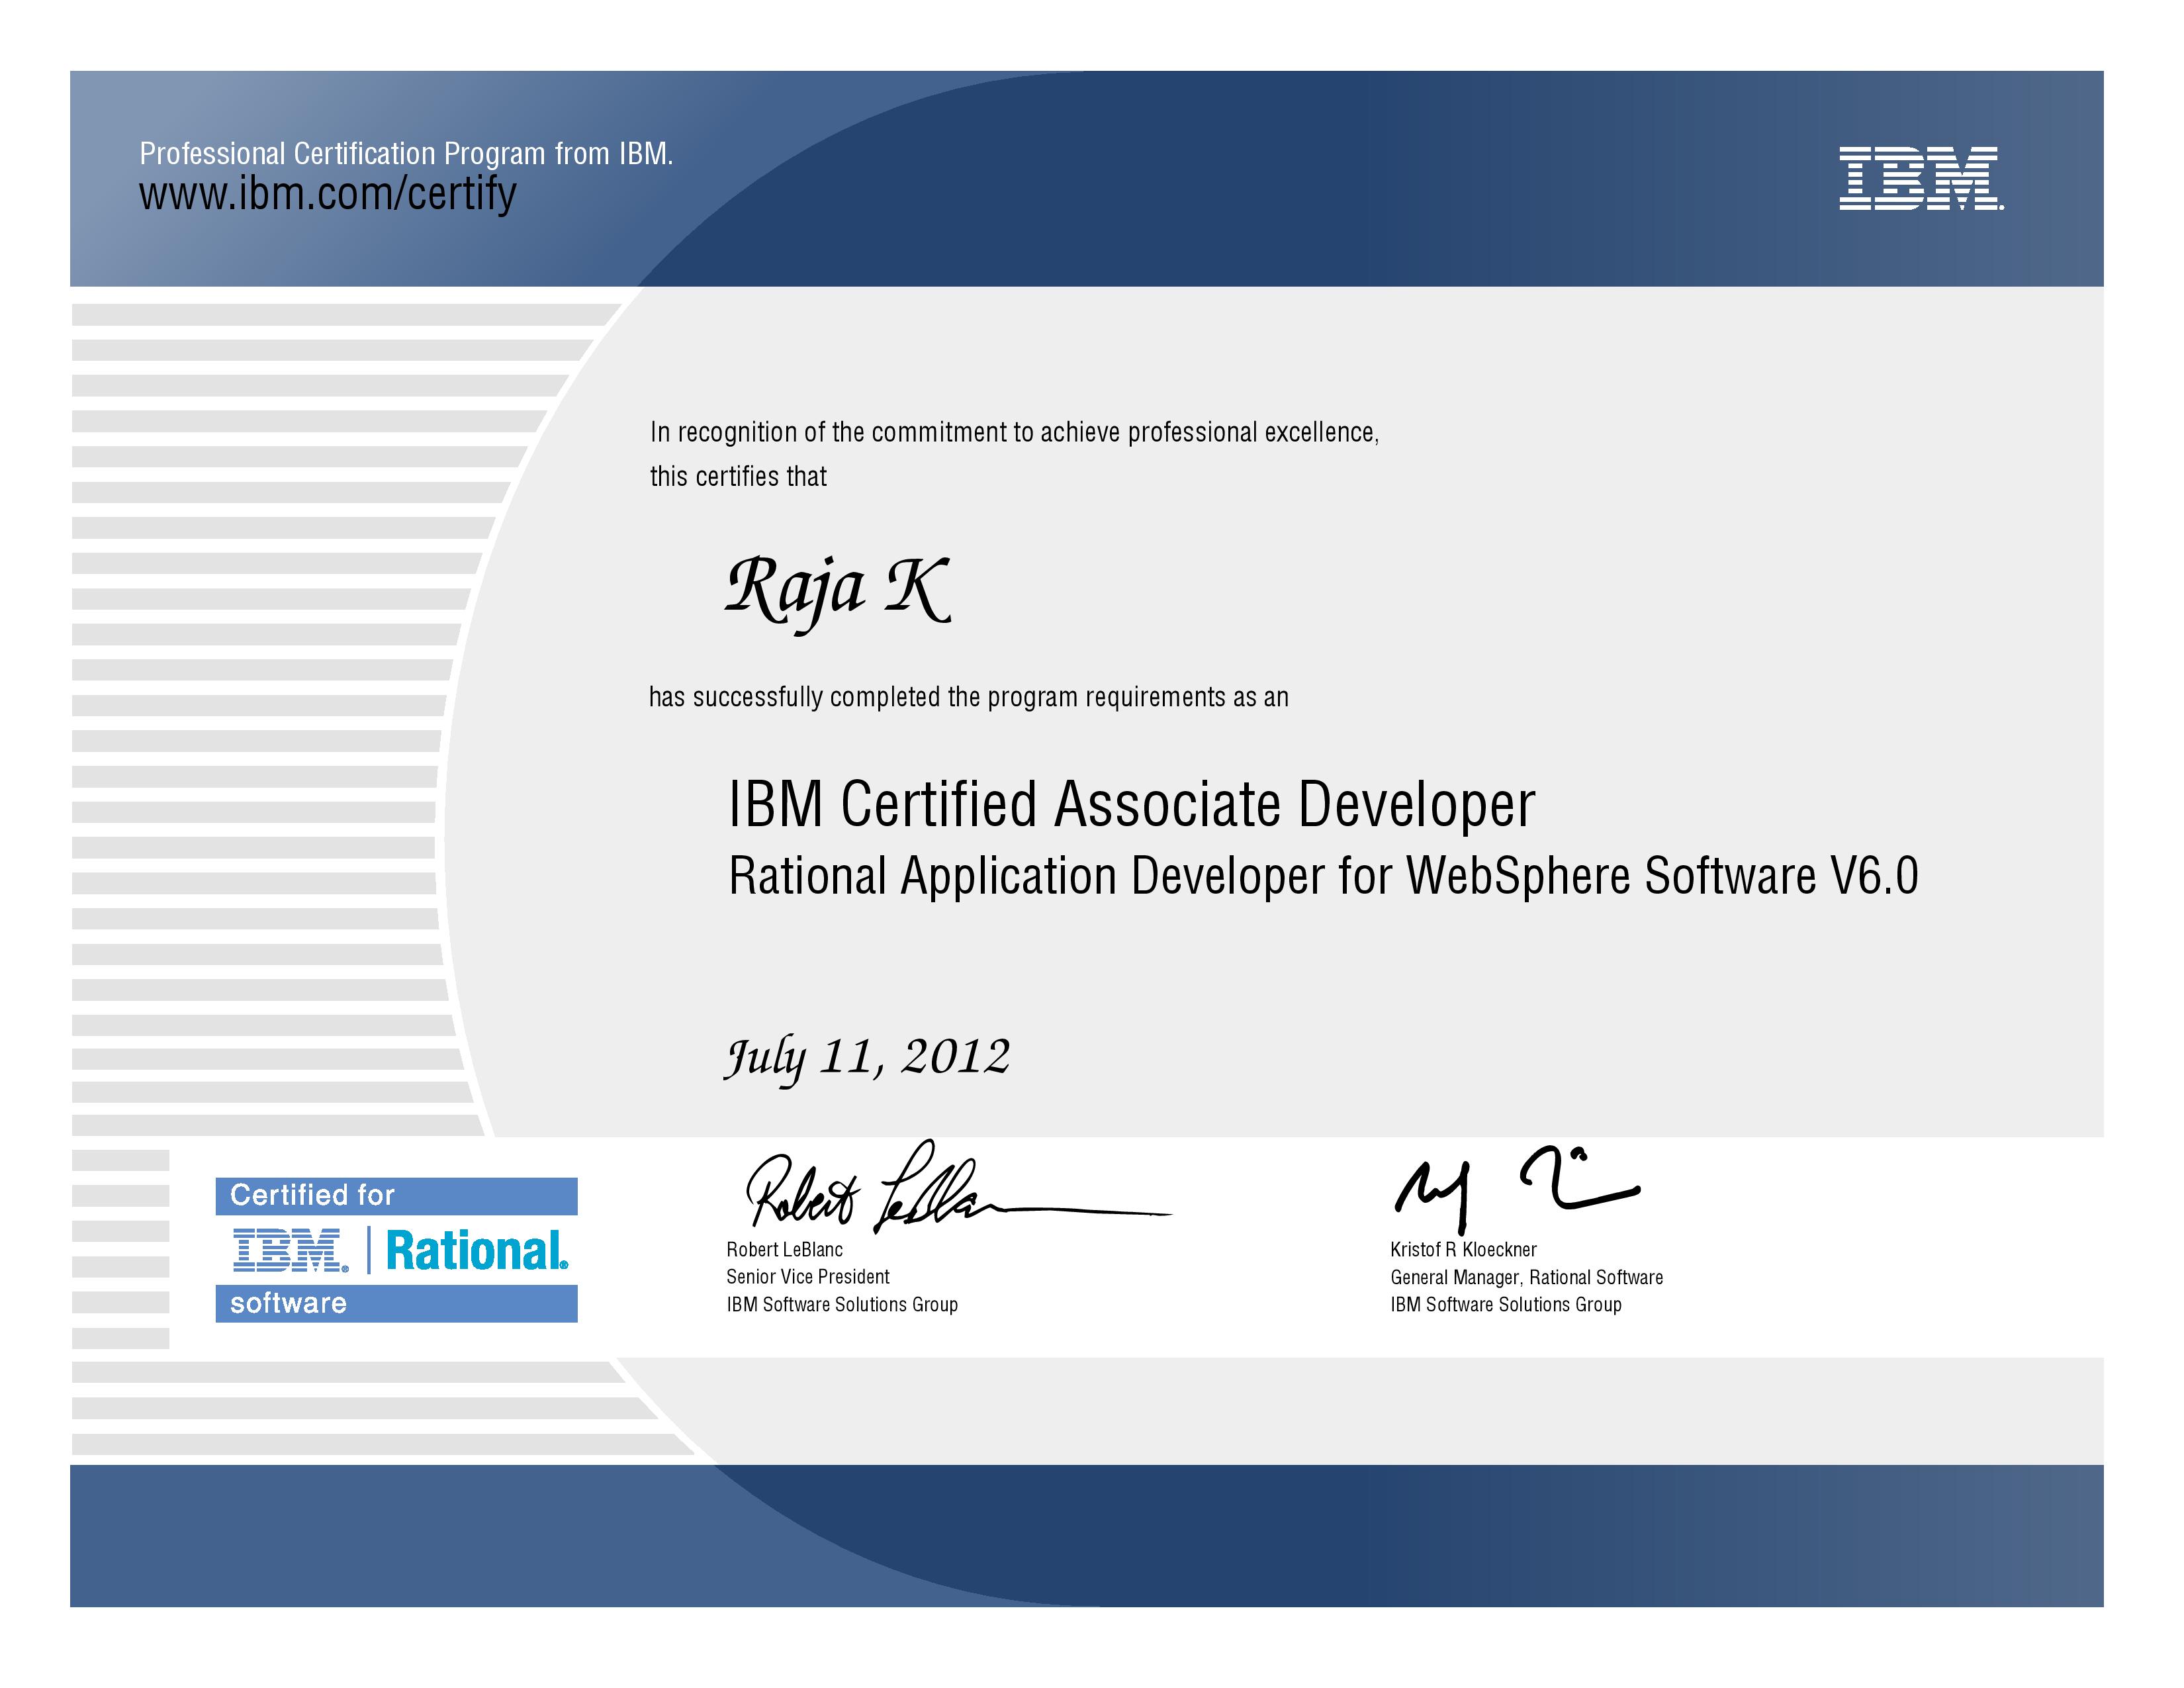 Professional Certification Program from IBM.
www.ibm.com/certify
IBM.
In recognition of the commitment to achieve professional excellence,
this certifies that
Raja K
has successfully completed the program requirements as an
IBM Certified Associate Developer
Rational Application Developer for WebSphere Software V6.0
July 11, 2012
Certified for
IBM® | Rational®
software
Robert LeBlanc
Robert LeBlanc
Senior Vice President
IBM Software Solutions Group
Kristof R Kloeckner
General Manager, Rational Software
IBM Software Solutions Group